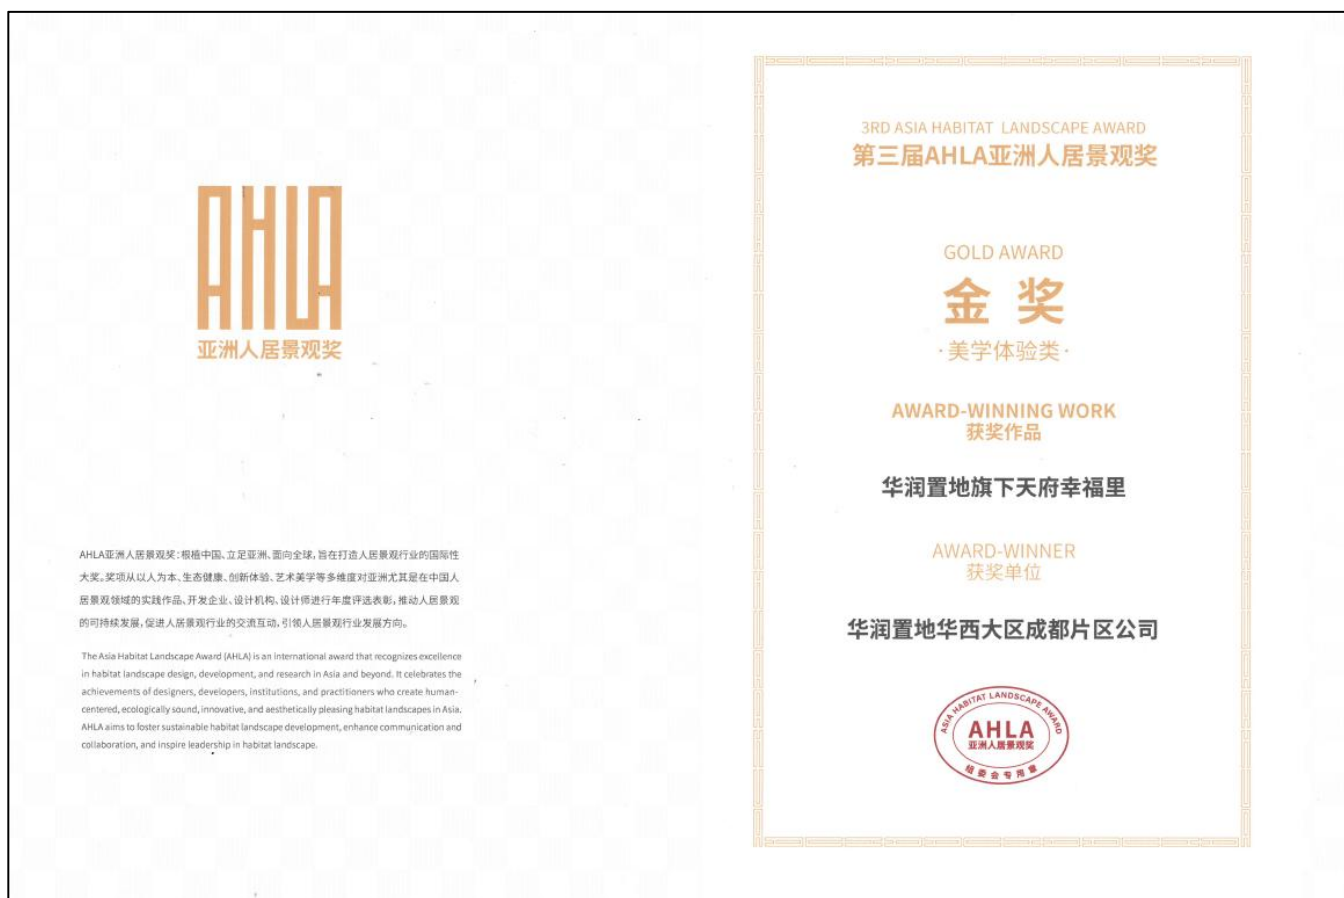 AHLA
亚洲人居景观奖
AHLA亚洲人居景观奖：根植中国、立足亚洲、面向全球，旨在打造人居景观行业的国际性
大奖。奖项从以人为本、生态健康、创新体验、艺术美学等多维度对亚洲尤其是在中国人
居景观领域的实践作品、开发企业、设计机构、设计师进行年度评选表彰，推动人居景观
的可持续发展，促进人居景观行业的交流互动，引领人居景观行业发展方向。
The Asia Habitat Landscape Award (AHLA) is an international award that recognizes excellence
in habitat landscape design, development, and research in Asia and beyond. It celebrates the
achievements of designers, developers, institutions, and practitioners who create human-
centered, ecologically sound, innovative, and aesthetically pleasing habitat landscapes in Asia.
AHLA aims to foster sustainable habitat landscape development, enhance communication and
collaboration, and inspire leadership in habitat landscape.
3RD ASIA HABITAT LANDSCAPE AWARD
第三届AHLA亚洲人居景观奖
GOLD AWARD
金 奖
·美学体验类·
AWARD-WINNING WORK
获奖作品
华润置地旗下天府幸福里
AWARD-WINNER
获奖单位
华润置地华西大区成都片区公司
ASIA HABITAT LANDSCAPE AWARD
AHLA
亚洲人居景观奖
组委会专用章